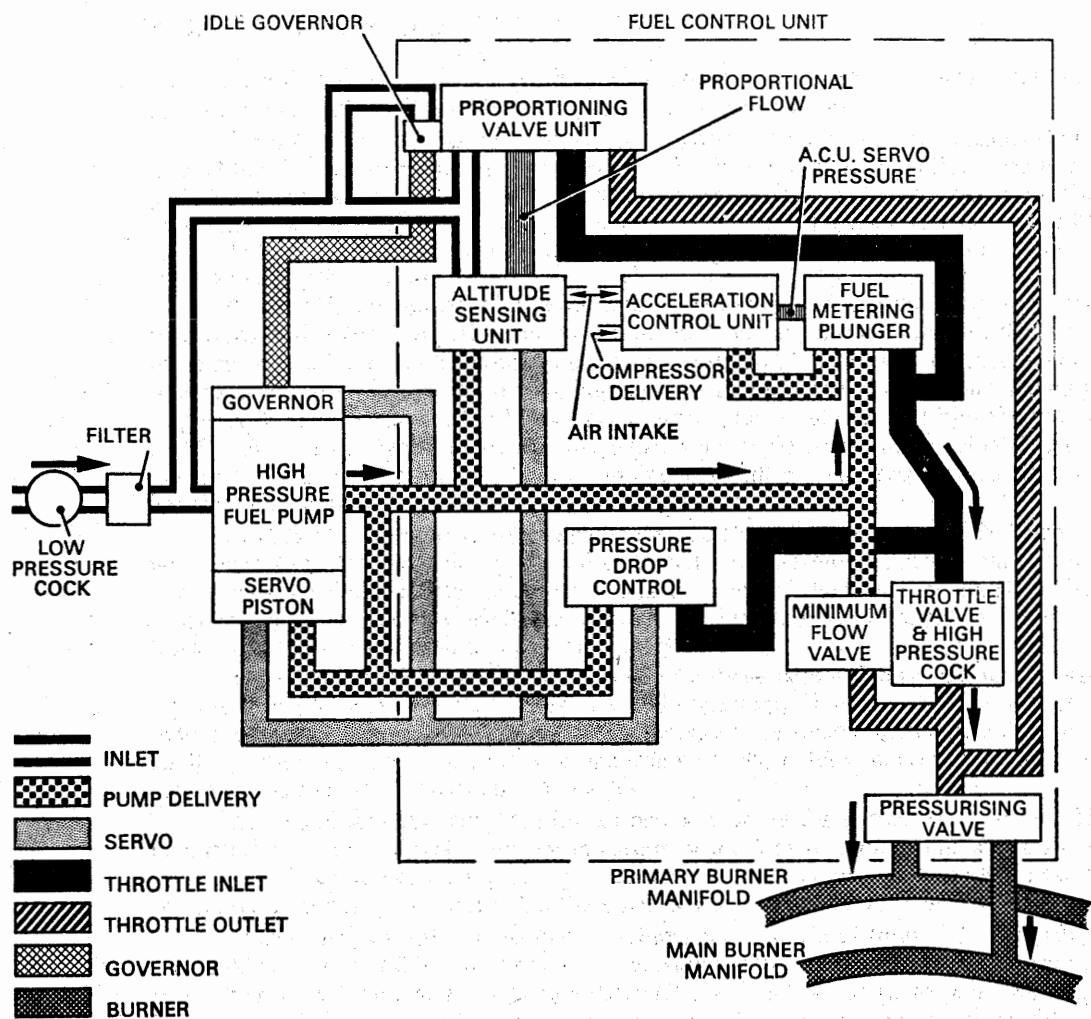 IDLE GOVERNOR
FUEL CONTROL UNIT
PROPORTIONING
VALVE UNIT
PROPORTIONAL
FLOW
A.C.U. SERVO
PRESSURE
ALTITUDE
SENSING
UNIT
ACCELERATION
CONTROL UNIT
FUEL
METERING
PLUNGER
COMPRESSOR
DELIVERY
AIR INTAKE
GOVERNOR
FILTER
HIGH
PRESSURE
FUEL PUMP
LOW
PRESSURE
COCK
SERVO
PISTON
PRESSURE
DROP
CONTROL
MINIMUM
FLOW
VALVE
THROTTLE
VALVE
& HIGH
PRESSURE
COCK
PRESSURISING
VALVE
PRIMARY BURNER
MANIFOLD
MAIN BURNER
MANIFOLD
INLET
PUMP DELIVERY
SERVO
THROTTLE INLET
THROTTLE OUTLET
GOVERNOR
BURNER